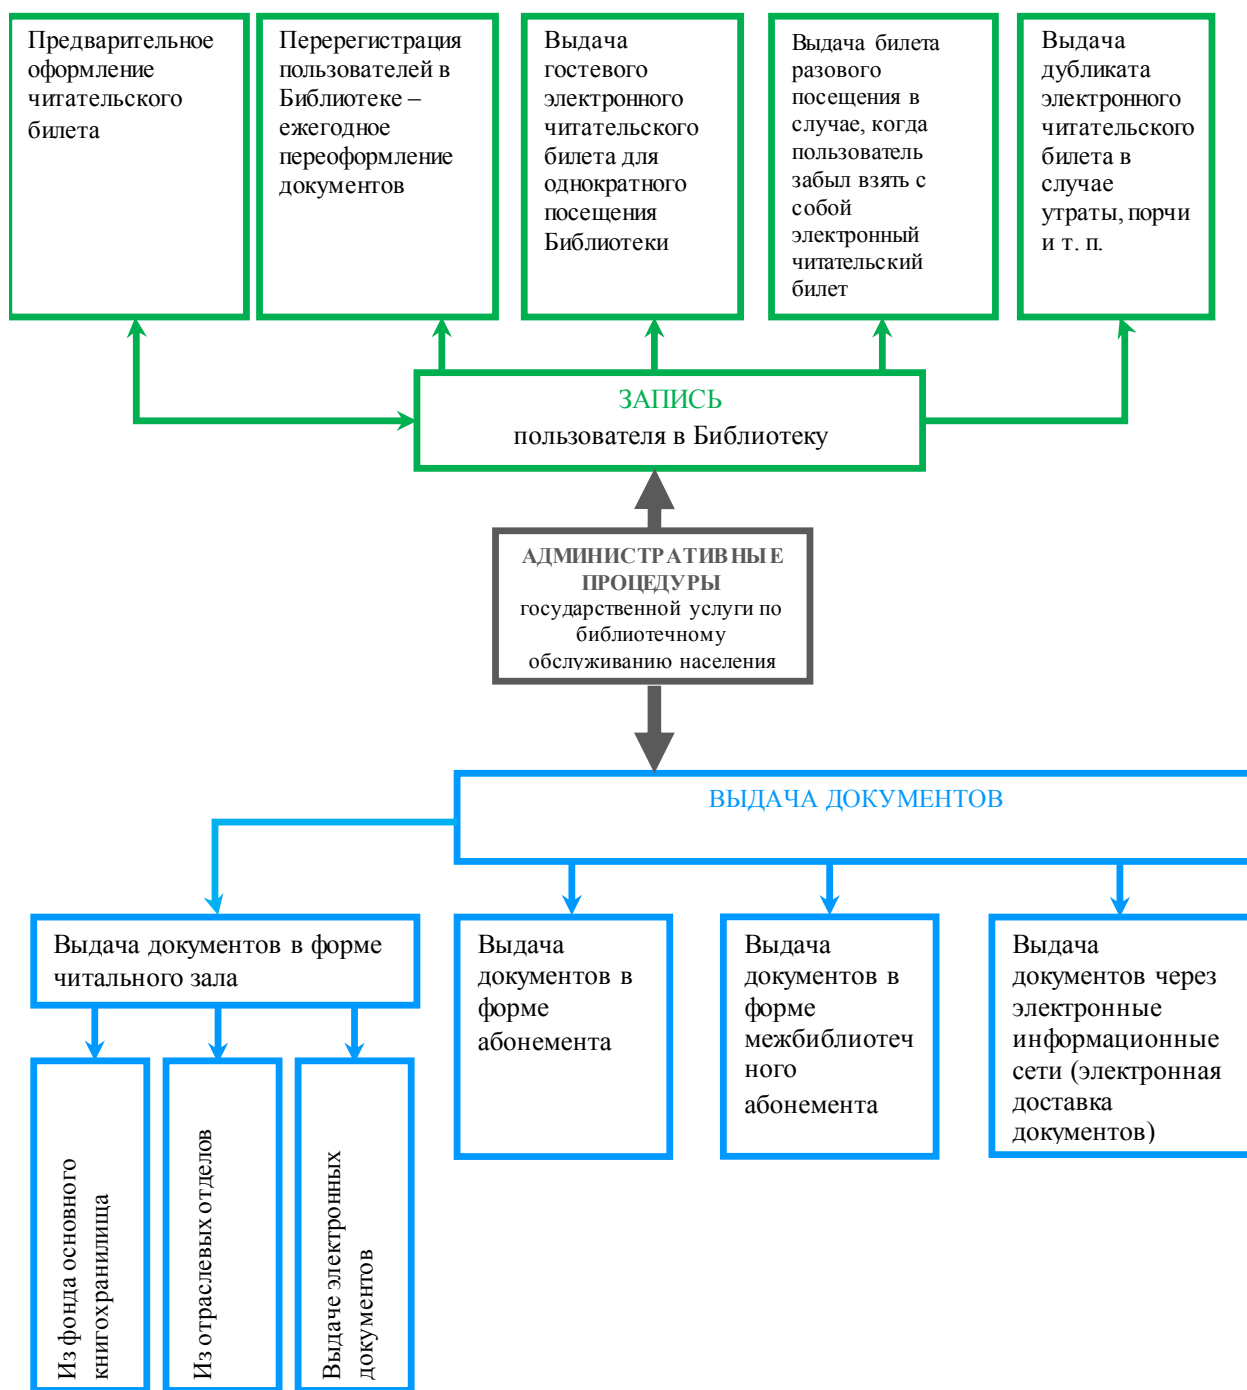 Предварительное
оформление
читательского
билета
Перерегистрация
пользователей в
Библиотеке –
ежегодное
переоформление
документов
Выдача
гостевого
электронного
читательского
билета для
однократного
посещения
Библиотеки
Выдача билета
разового
посещения в
случае, когда
пользователь
забыл взять с
собой
электронный
читательский
билет
Выдача
дубликата
электронного
читательского
билета в
случае
утраты, порчи
и т. п.
ЗАПИСЬ
пользователя в Библиотеку
АДМИНИСТРАТИВНЫЕ
ПРОЦЕДУРЫ
государственной услуги по
библиотечному
обслуживанию населения
ВЫДАЧА ДОКУМЕНТОВ
Выдача документов в форме
читального зала
Выдача
документов в
форме
абонемента
Выдача
документов в
форме
межбиблиотеч
ного
абонемента
Выдача
документов через
электронные
информационные
сети (электронная
доставка
документов)
Из фонда основного
книгохранилища
Из отраслевых отделов
Выдаче электронных
документов